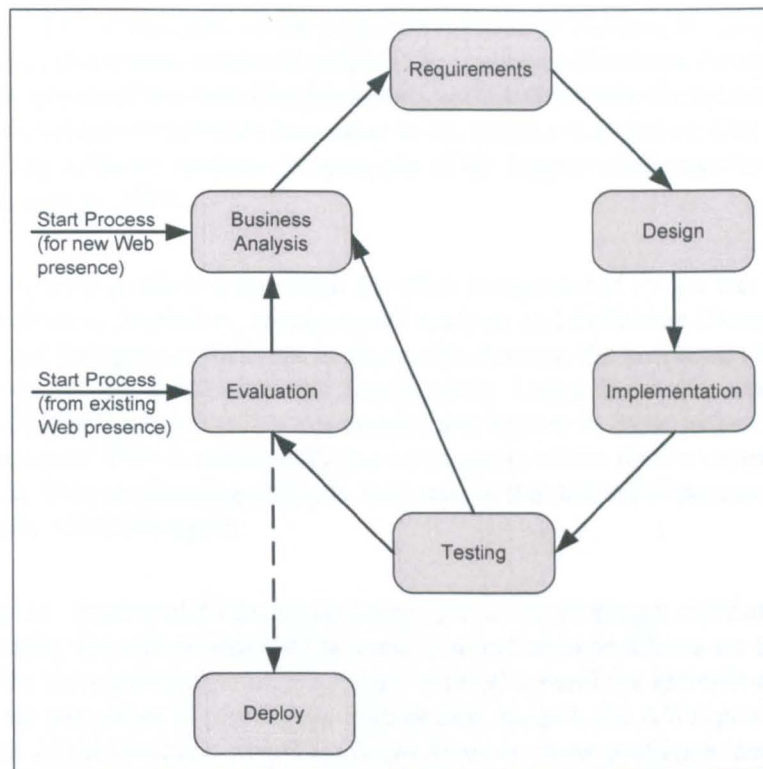 Requirements
Start Process
(for new Web
presence)
Business
Analysis
Design
Start Process
(from existing
Web presence)
Evaluation
Implementation
Testing
Deploy